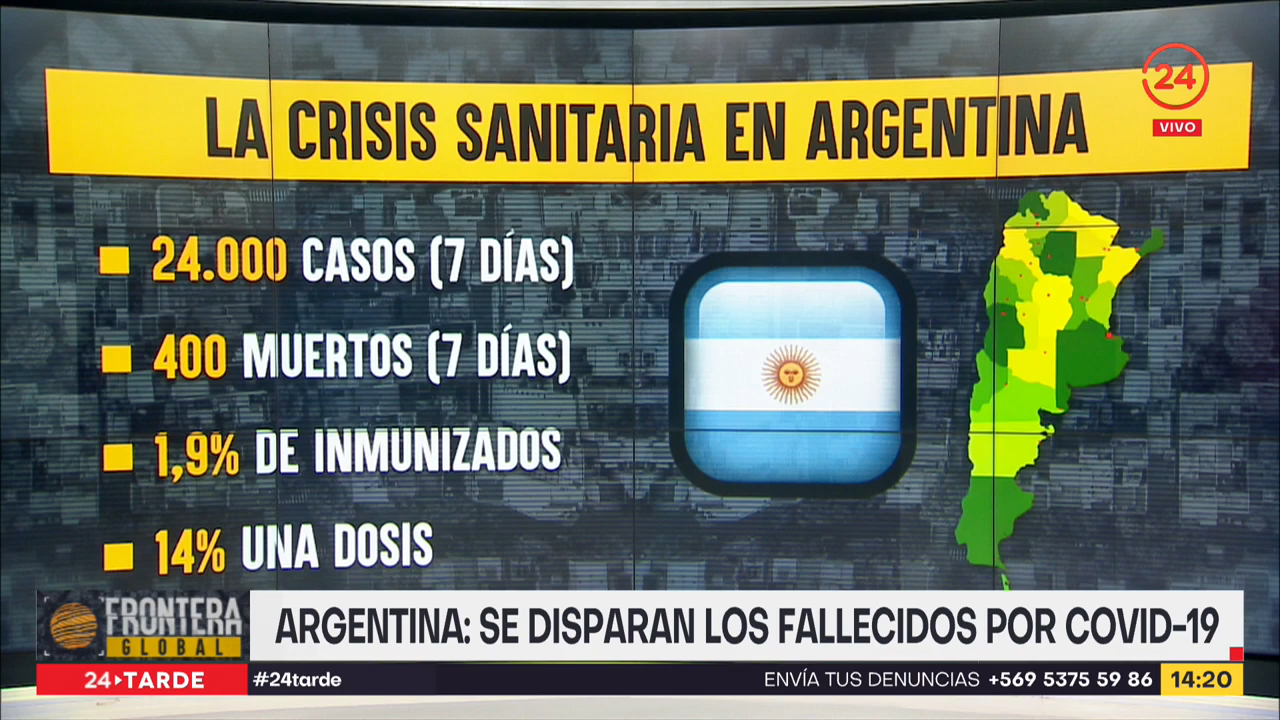 LA CRISIS SANITARIA EN ARGENTINA
24
VIVO
24.000 CASOS (7 DÍAS)
400 MUERTOS (7 DÍAS)
1,9% DE INMUNIZADOS
14% UNA DOSIS
FRONTERA
GLOBAL
ARGENTINA: SE DISPARAN LOS FALLECIDOS POR COVID-19
24 TARDE
#24tarde
ENVÍA TUS DENUNCIAS +569 5375 59 86
14:20